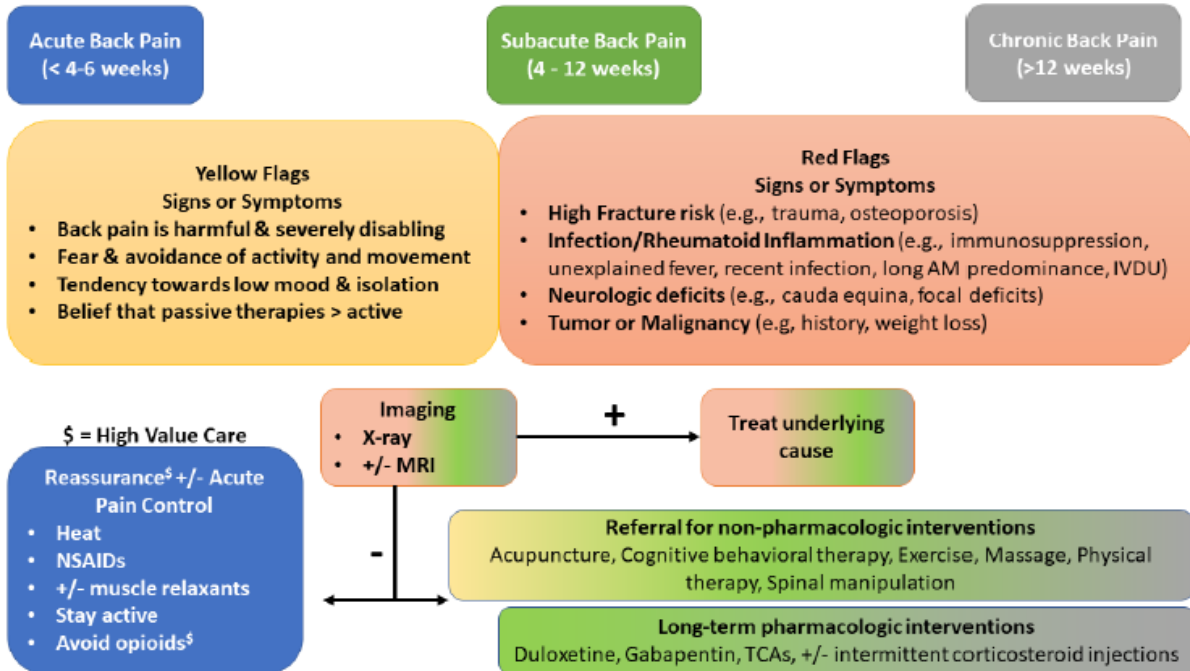 Acute Back Pain
(< 4-6 weeks)
Subacute Back Pain
(4 - 12 weeks)
Chronic Back Pain
(>12 weeks)
Yellow Flags
Signs or Symptoms
• Back pain is harmful & severely disabling
• Fear & avoidance of activity and movement
• Tendency towards low mood & isolation
• Belief that passive therapies > active
Red Flags
Signs or Symptoms
• High Fracture risk (e.g., trauma, osteoporosis)
• Infection/Rheumatoid Inflammation (e.g., immunosuppression,
unexplained fever, recent infection, long AM predominance, IVDU)
• Neurologic deficits (e.g., cauda equina, focal deficits)
• Tumor or Malignancy (e.g, history, weight loss)
Imaging
• X-ray
• +/- MRI
+
Treat underlying
cause
$ = High Value Care
Reassurance$ +/- Acute
Pain Control
• Heat
• NSAIDs
• +/- muscle relaxants
• Stay active
• Avoid opioids$
-
Referral for non-pharmacologic interventions
Acupuncture, Cognitive behavioral therapy, Exercise, Massage, Physical
therapy, Spinal manipulation
Long-term pharmacologic interventions
Duloxetine, Gabapentin, TCAs, +/- intermittent corticosteroid injections